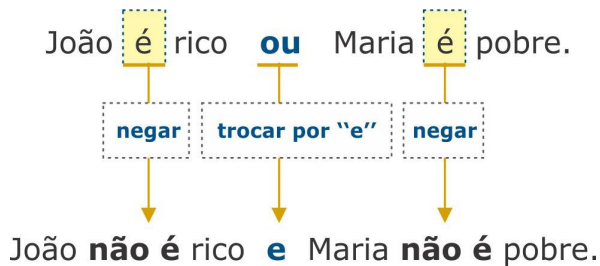 João é rico ou Maria é pobre.
negar trocar por “e” negar
João não é rico e Maria não é pobre.